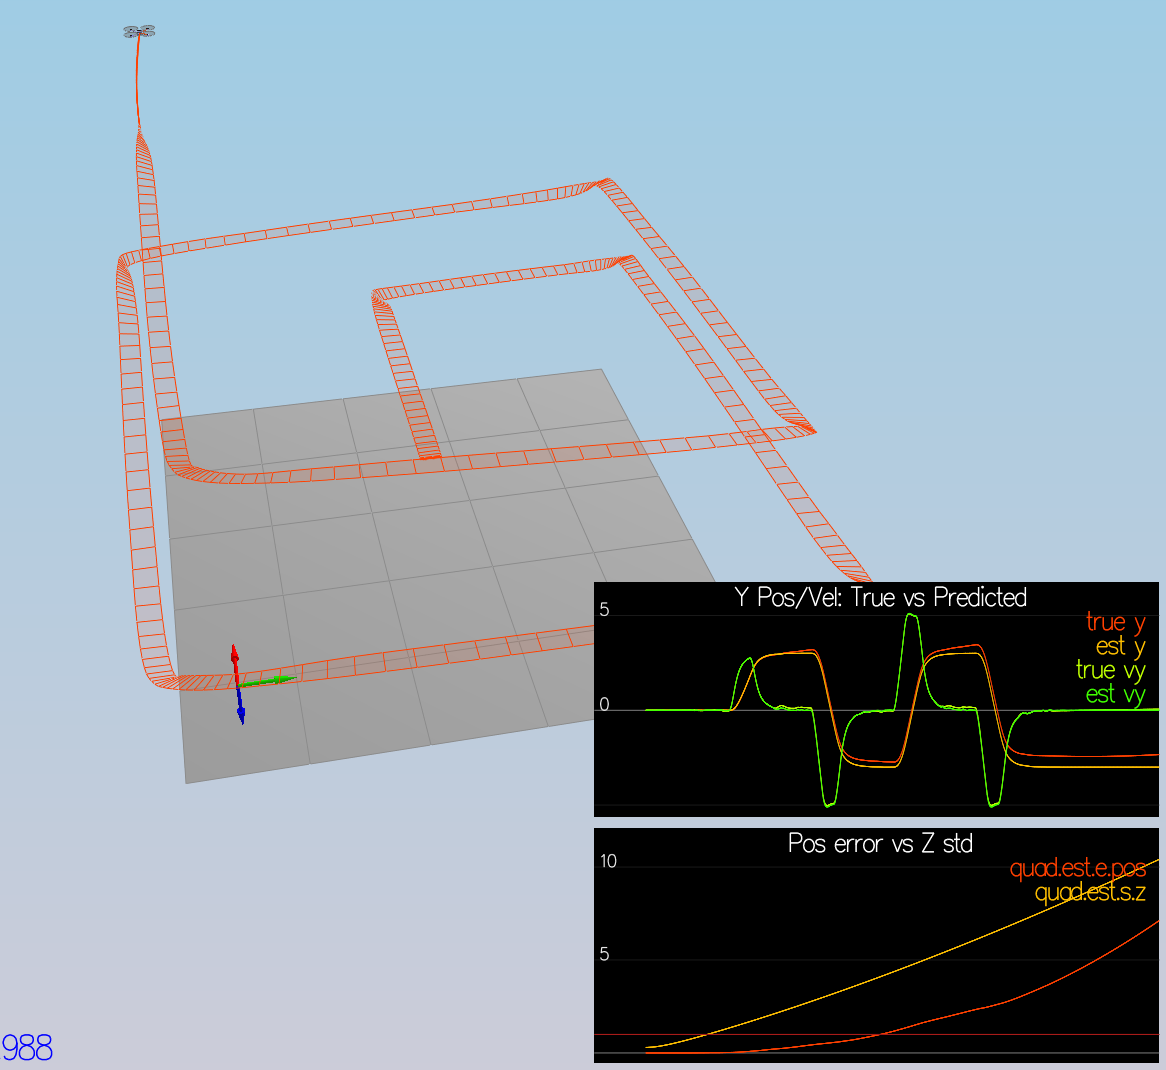 Y Pos/Vel: True vs Predicted
5
true y
est y
true vy
est vy
0
Pos error vs Z std
10
quad.est.e.pos
quad.est.s.z
5
988